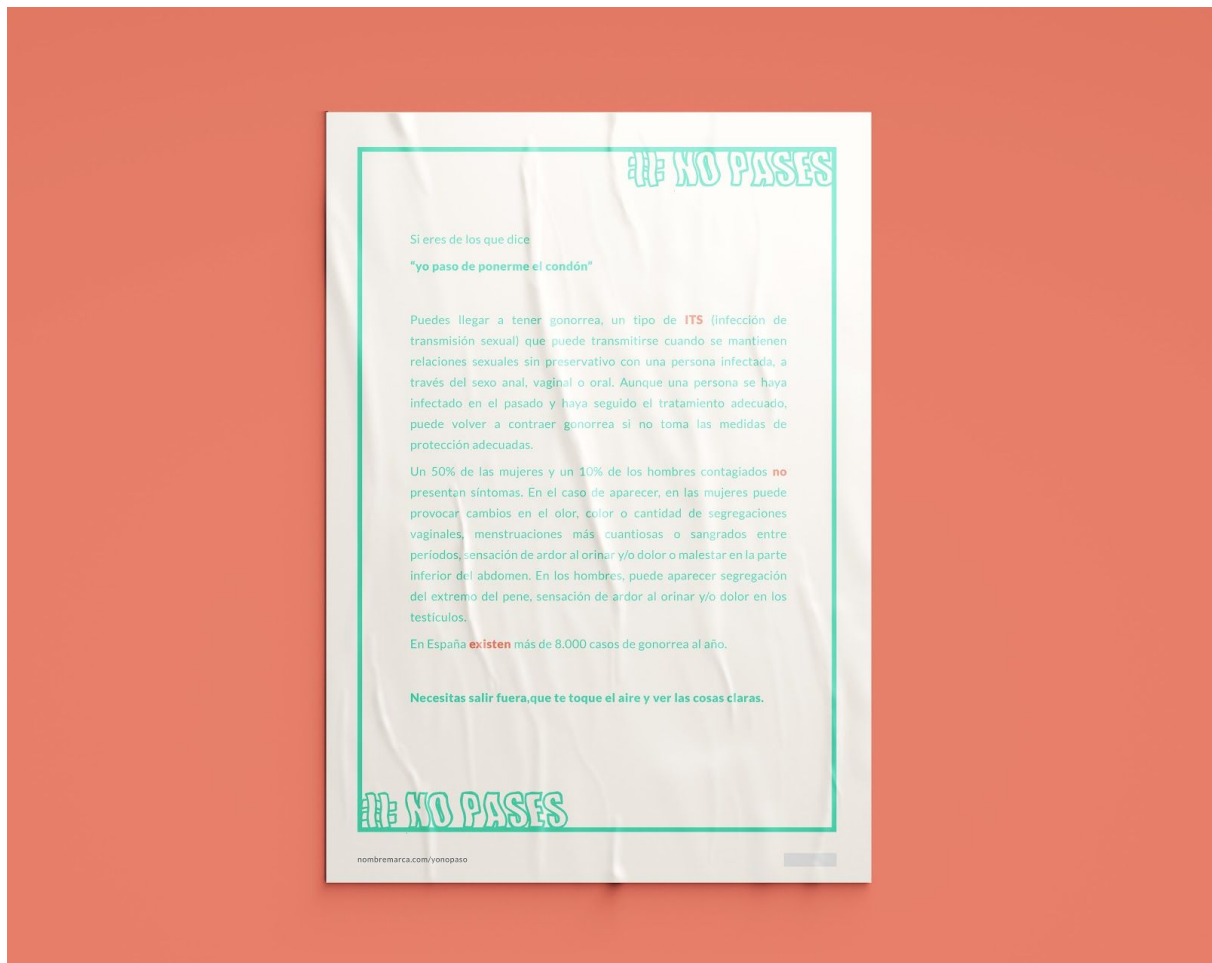 #NO PASES
Si eres de los que dice
“yo paso de ponerme el condón”
Puedes llegar a tener gonorrea, un tipo de ITS (infección de
transmisión sexual) que puede transmitirse cuando se mantienen
relaciones sexuales sin preservativo con una persona infectada, a
través del sexo anal, vaginal o oral. Aunque una persona se haya
infectado en el pasado y haya seguido el tratamiento adecuado,
puede volver a contraer gonorrea si no toma las medidas de
protección adecuadas.
Un 50% de las mujeres y un 10% de los hombres contagiados no
presentan síntomas. En el caso de aparecer, en las mujeres puede
provocar cambios en el olor, color o cantidad de segregaciones
vaginales, menstruaciones más cuantiosas o sangrados entre
períodos, sensación de ardor al orinar y/o dolor o malestar en la parte
inferior del abdomen. En los hombres, puede aparecer segregación
del extremo del pene, sensación de ardor al orinar y/o dolor en los
testículos.
En España existen más de 8.000 casos de gonorrea al año.
Necesitas salir fuera,que te toque el aire y ver las cosas claras.
#NO PASES
nombremarca.com/yonopaso